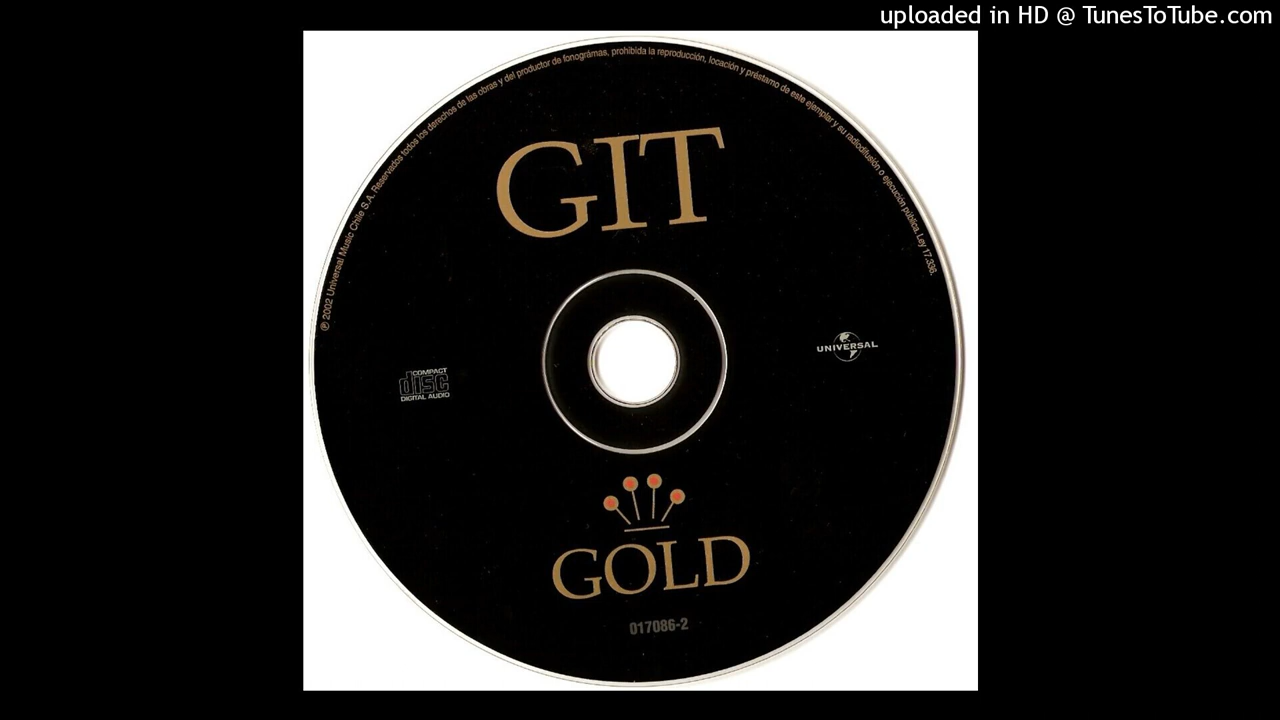 uploaded in HD @ TunesToTube.com
℗ 2002 Universal Music Chile S.A. Reservados todos los derechos de las obras y del productor de fonográmas, prohibida la reproducción, locación y préstamo de este ejemplar y su radiodifusión o ejecución pública. Ley 17.336.
GIT
UNIVERSAL
COMPACT
disc
DIGITAL AUDIO
GOLD
017086-2